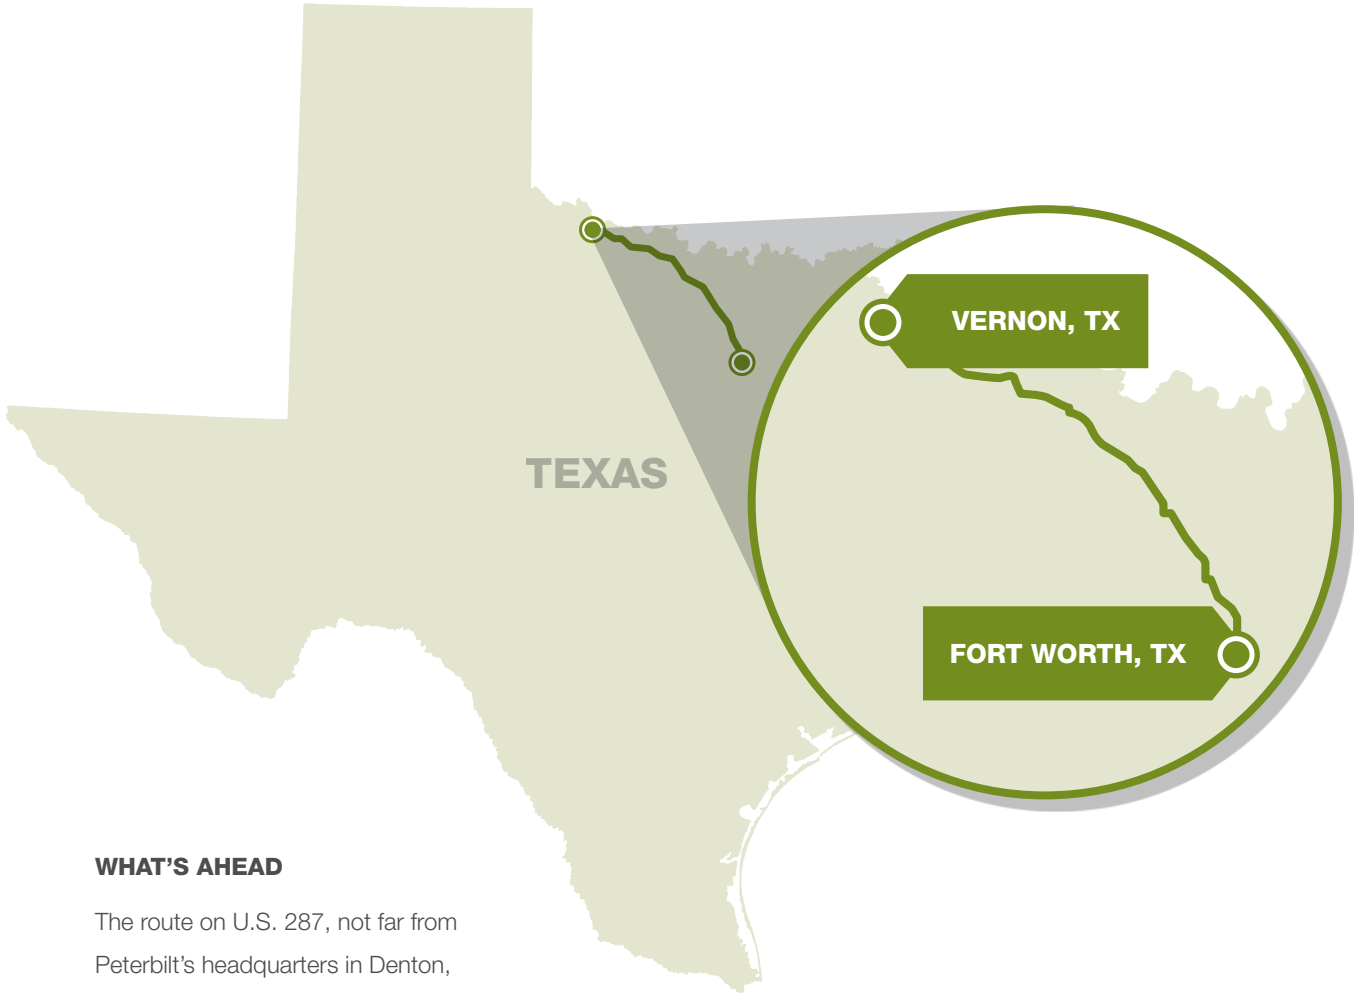 VERNON, TX
TEXAS
FORT WORTH, TX
WHAT'S AHEAD
The route on U.S. 287, not far from
Peterbilt's headquarters in Denton,